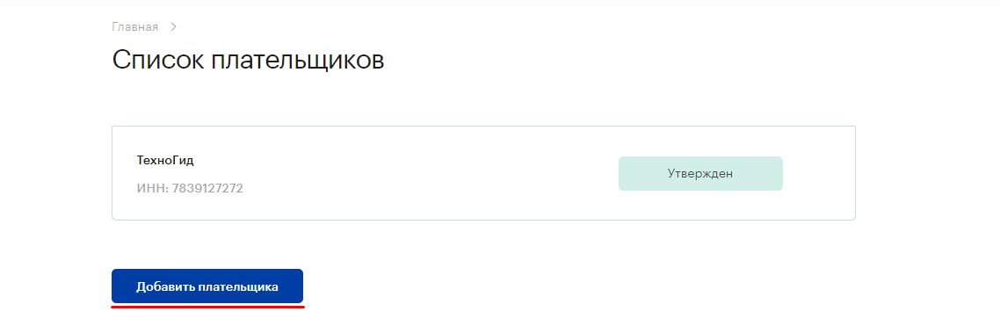 Главная
Список плательщиков
ТехноГид
Утвержден
ИНН: 7839127272
Добавить плательщика